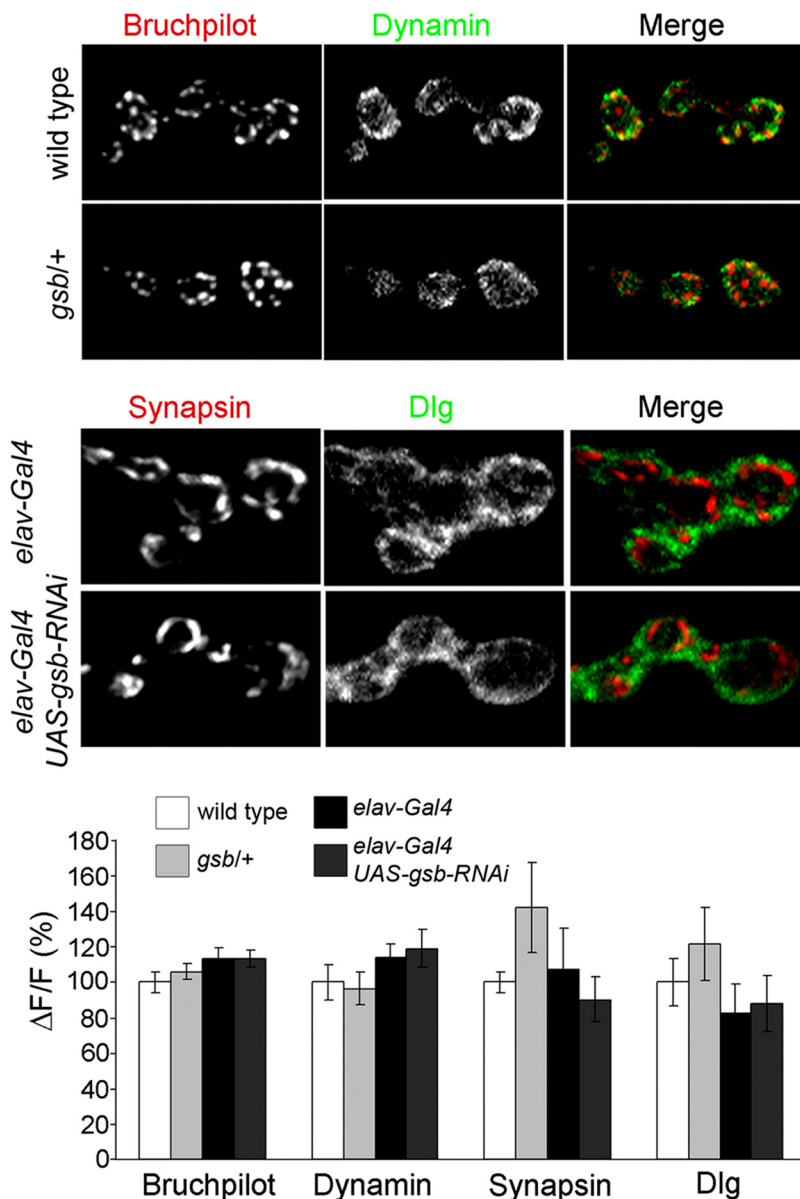 Bruchpilot Dynamin Merge
wild type
gsb/+
Synapsin Dlg Merge
elav-Gal4
elav-Gal4
UAS-gsb-RNAi
wild type elav-Gal4
gsb/+ elav-Gal4
UAS-gsb-RNAi
ΔF/F (%)
180
160
140
120
100
80
60
40
20
0
Bruchpilot Dynamin Synapsin Dlg